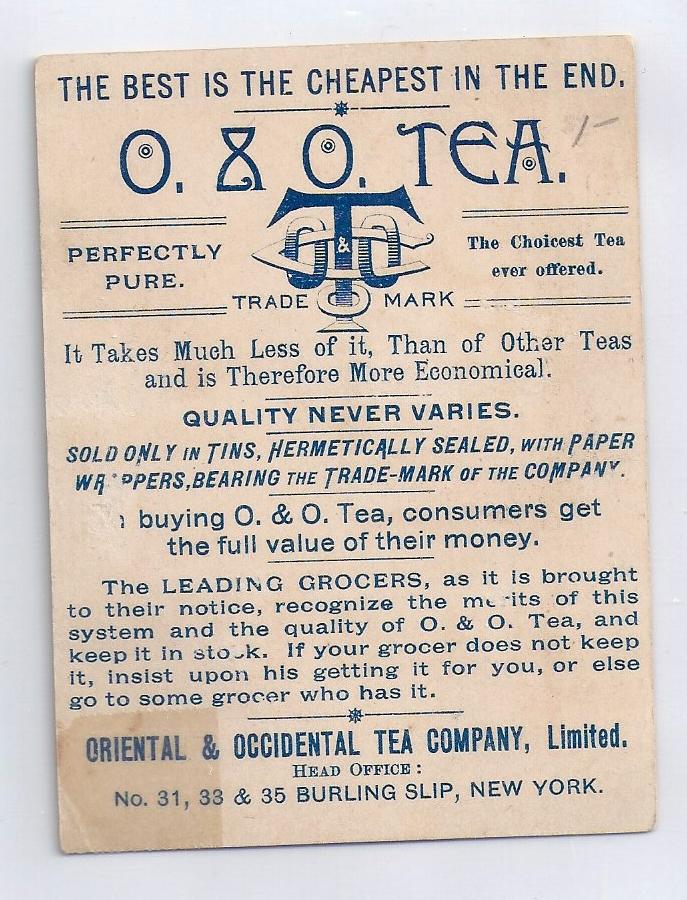 THE BEST IS THE CHEAPEST IN THE END.
O. & O. TEA.
1/-
PERFECTLY
PURE.
O T & O
The Choicest Tea
ever offered.
TRADE MARK
It Takes Much Less of it, Than of Other Teas
and is Therefore More Economical.
QUALITY NEVER VARIES.
SOLD ONLY IN TINS, HERMETICALLY SEALED, WITH PAPER
WR PPERS, BEARING THE TRADE-MARK OF THE COMPANY.
buying O. & O. Tea, consumers get
the full value of their money.
The LEADING GROCERS, as it is brought
to their notice, recognize the merits of this
system and the quality of O. & O. Tea, and
keep it in stock. If your grocer does not keep
it, insist upon his getting it for you, or else
go to some grocer who has it.
ORIENTAL & OCCIDENTAL TEA COMPANY, Limited.
HEAD OFFICE:
No. 31, 33 & 35 BURLING SLIP, NEW YORK.